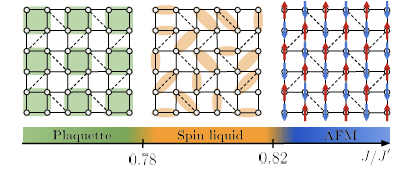 Plaquette Spin liquid AFM
0.78 0.82 J/J′